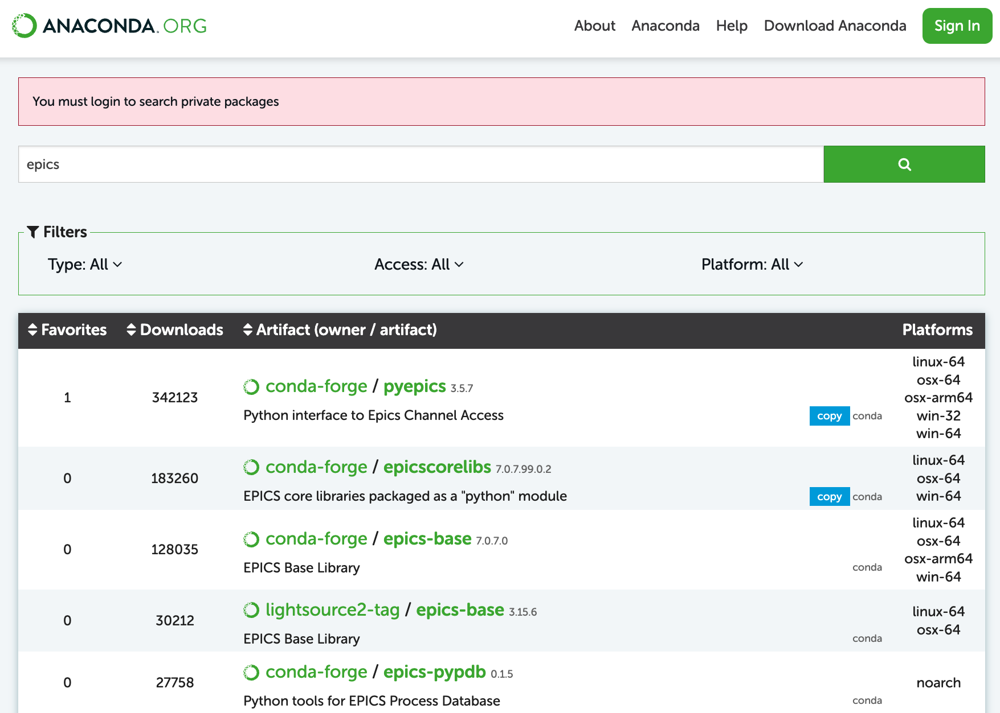 ANACONDA.ORG
About Anaconda Help Download Anaconda Sign In
You must login to search private packages
epics
Filters
Type: All Access: All Platform: All
Favorites Downloads Artifact (owner / artifact) Platforms
1 342123 conda-forge / pyepics 3.5.7
Python interface to Epics Channel Access
copy conda
linux-64
osx-64
osx-arm64
win-32
win-64
0 183260 conda-forge / epicscorelibs 7.0.7.99.0.2
EPICS core libraries packaged as a "python" module
copy conda
linux-64
osx-64
win-64
0 128035 conda-forge / epics-base 7.0.7.0
EPICS Base Library
conda
linux-64
osx-64
osx-arm64
win-64
0 30212 lightsource2-tag / epics-base 3.15.6
EPICS Base Library
conda
linux-64
osx-64
0 27758 conda-forge / epics-pypdb 0.1.5
Python tools for EPICS Process Database
conda
noarch